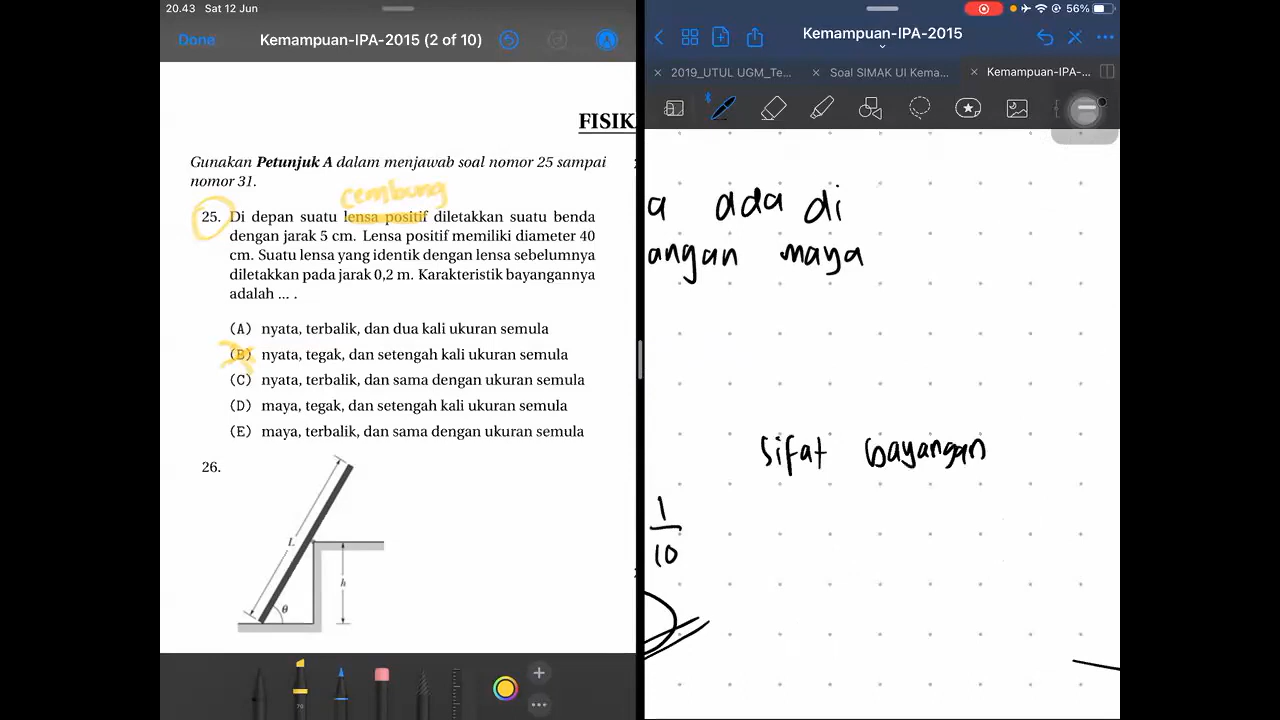 20.43 Sat 12 Jun
56%
Done
Kemampuan-IPA-2015 (2 of 10)
Kemampuan-IPA-2015
2019_UTUL UGM_Te...
Soal SIMAK UI Kema...
Kemampuan-IPA-...
FISIK
Gunakan Petunjuk A dalam menjawab soal nomor 25 sampai
nomor 31.
cembung
25. Di depan suatu lensa positif diletakkan suatu benda
dengan jarak 5 cm. Lensa positif memiliki diameter 40
cm. Suatu lensa yang identik dengan lensa sebelumnya
diletakkan pada jarak 0,2 m. Karakteristik bayangannya
adalah ... .
(A) nyata, terbalik, dan dua kali ukuran semula
(B) nyata, tegak, dan setengah kali ukuran semula
(C) nyata, terbalik, dan sama dengan ukuran semula
(D) maya, tegak, dan setengah kali ukuran semula
(E) maya, terbalik, dan sama dengan ukuran semula
26.
L
h
θ
70
a ada di
angan maya
sifat bayangan
1
10